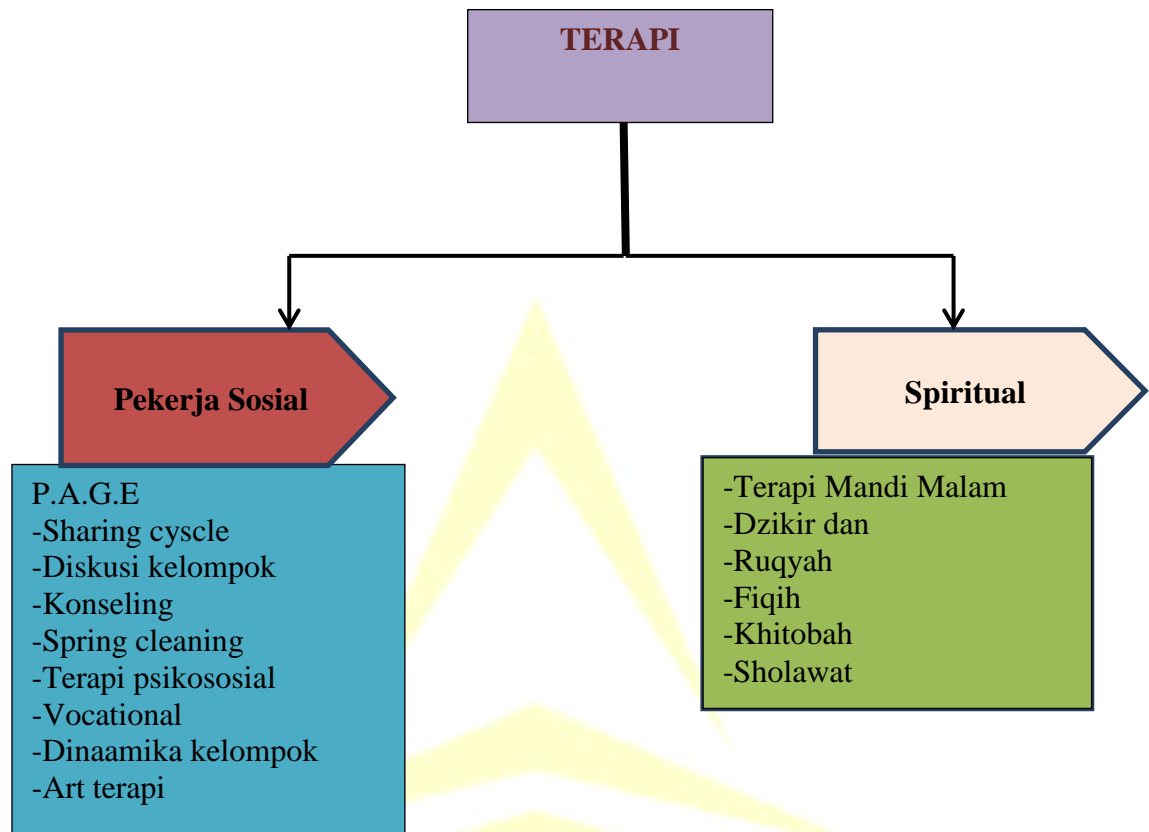 TERAPI
Pekerja Sosial
P.A.G.E
-Sharing cyscle
-Diskusi kelompok
-Konseling
-Spring cleaning
-Terapi psikososial
-Vocational
-Dinaamika kelompok
-Art terapi
Spiritual
-Terapi Mandi Malam
-Dzikir dan
-Ruqyah
-Fiqih
-Khitobah
-Sholawat